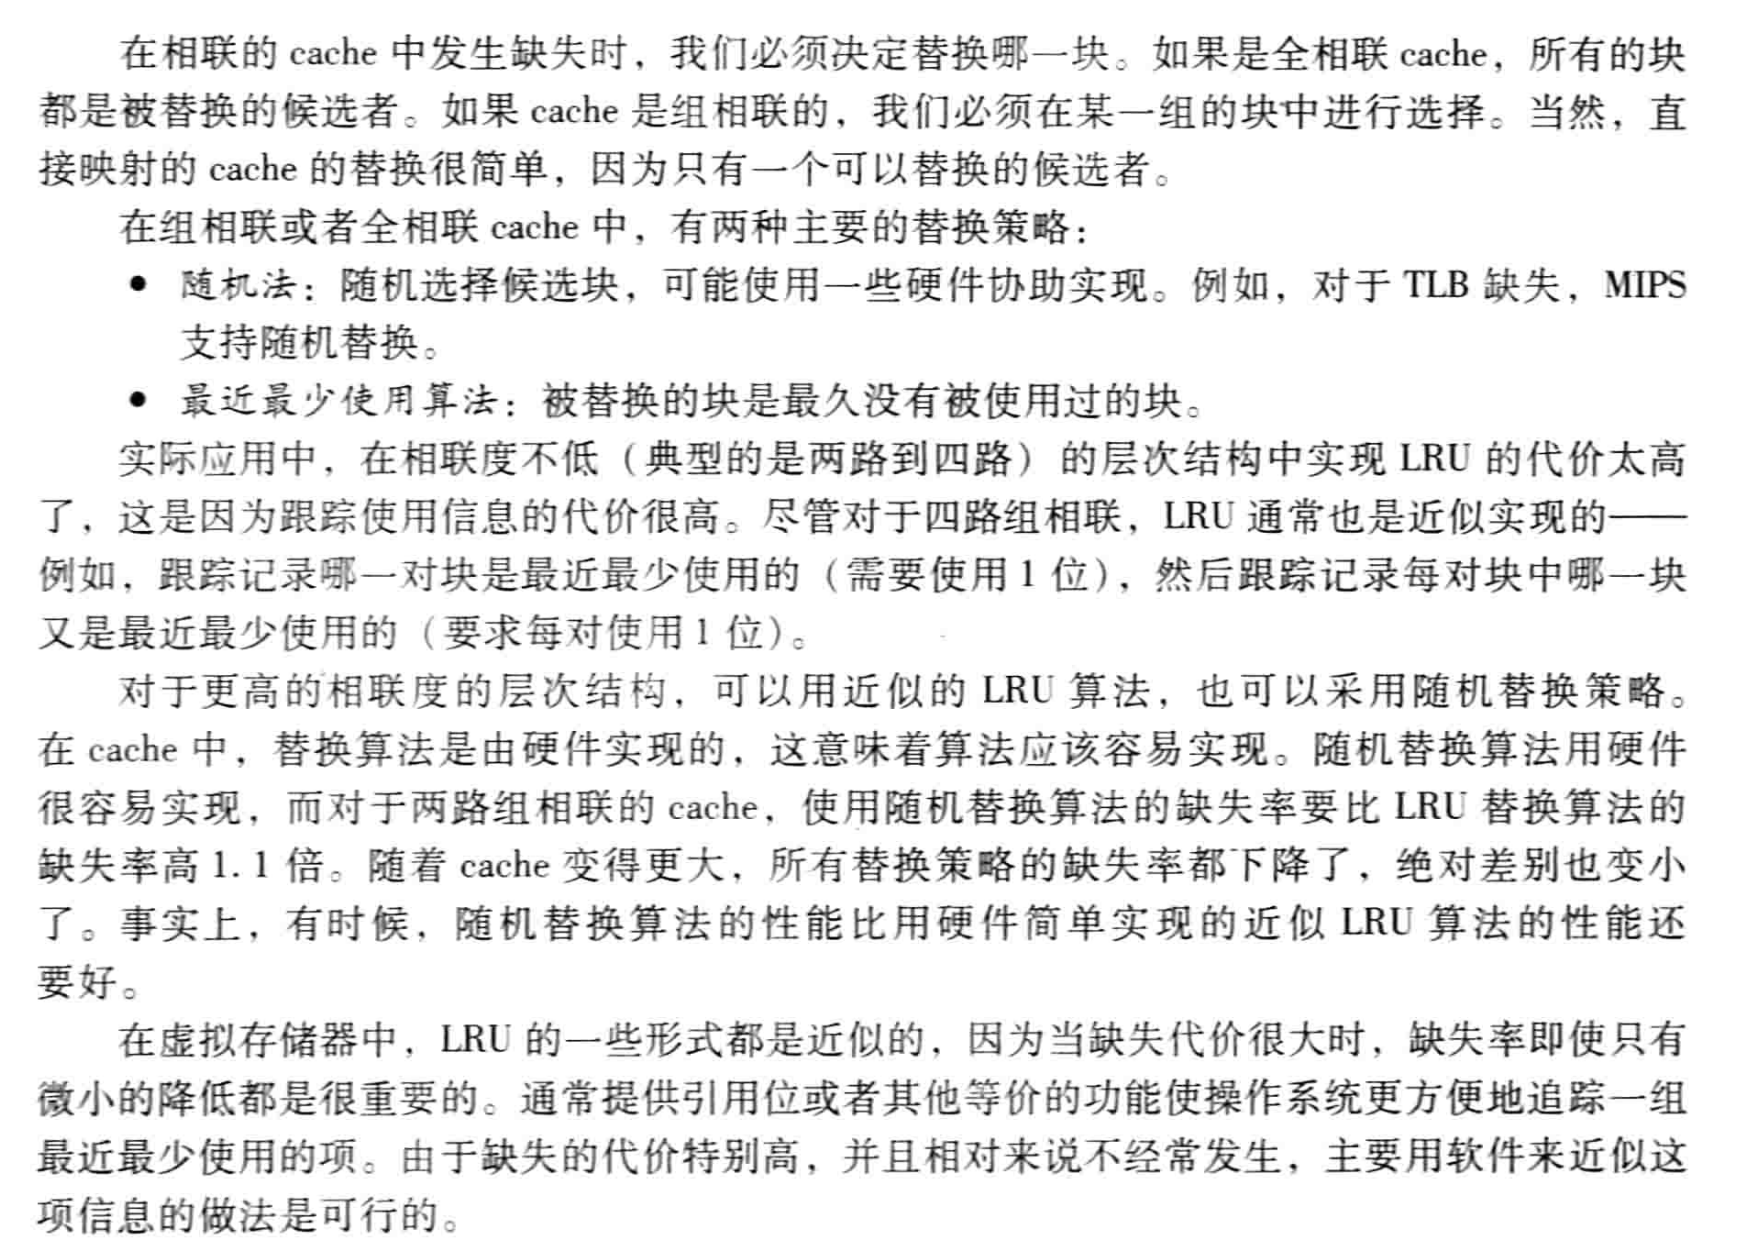 在相联的 cache 中发生缺失时，我们必须决定替换哪一块。如果是全相联 cache，所有的块
都是被替换的候选者。如果 cache 是组相联的，我们必须在某一组的块中进行选择。当然，直
接映射的 cache 的替换很简单，因为只有一个可以替换的候选者。
在组相联或者全相联 cache 中，有两种主要的替换策略：
● 随机法：随机选择候选块，可能使用一些硬件协助实现。例如，对于 TLB 缺失，MIPS
支持随机替换。
● 最近最少使用算法：被替换的块是最久没有被使用过的块。
实际应用中，在相联度不低（典型的是两路到四路）的层次结构中实现 LRU 的代价太高
了，这是因为跟踪使用信息的代价很高。尽管对于四路组相联，LRU 通常也是近似实现的——
例如，跟踪记录哪一对块是最近最少使用的（需要使用 1 位），然后跟踪记录每对块中哪一块
又是最近最少使用的（要求每对使用 1 位）。
对于更高的相联度的层次结构，可以用近似的 LRU 算法，也可以采用随机替换策略。
在 cache 中，替换算法是由硬件实现的，这意味着算法应该容易实现。随机替换算法用硬件
很容易实现，而对于两路组相联的 cache，使用随机替换算法的缺失率要比 LRU 替换算法的
缺失率高 1.1 倍。随着 cache 变得更大，所有替换策略的缺失率都下降了，绝对差别也变小
了。事实上，有时候，随机替换算法的性能比用硬件简单实现的近似 LRU 算法的性能还
要好。
在虚拟存储器中，LRU 的一些形式都是近似的，因为当缺失代价很大时，缺失率即使只有
微小的降低都是很重要的。通常提供引用位或者其他等价的功能使操作系统更方便地追踪一组
最近最少使用的项。由于缺失的代价特别高，并且相对来说不经常发生，主要用软件来近似这
项信息的做法是可行的。